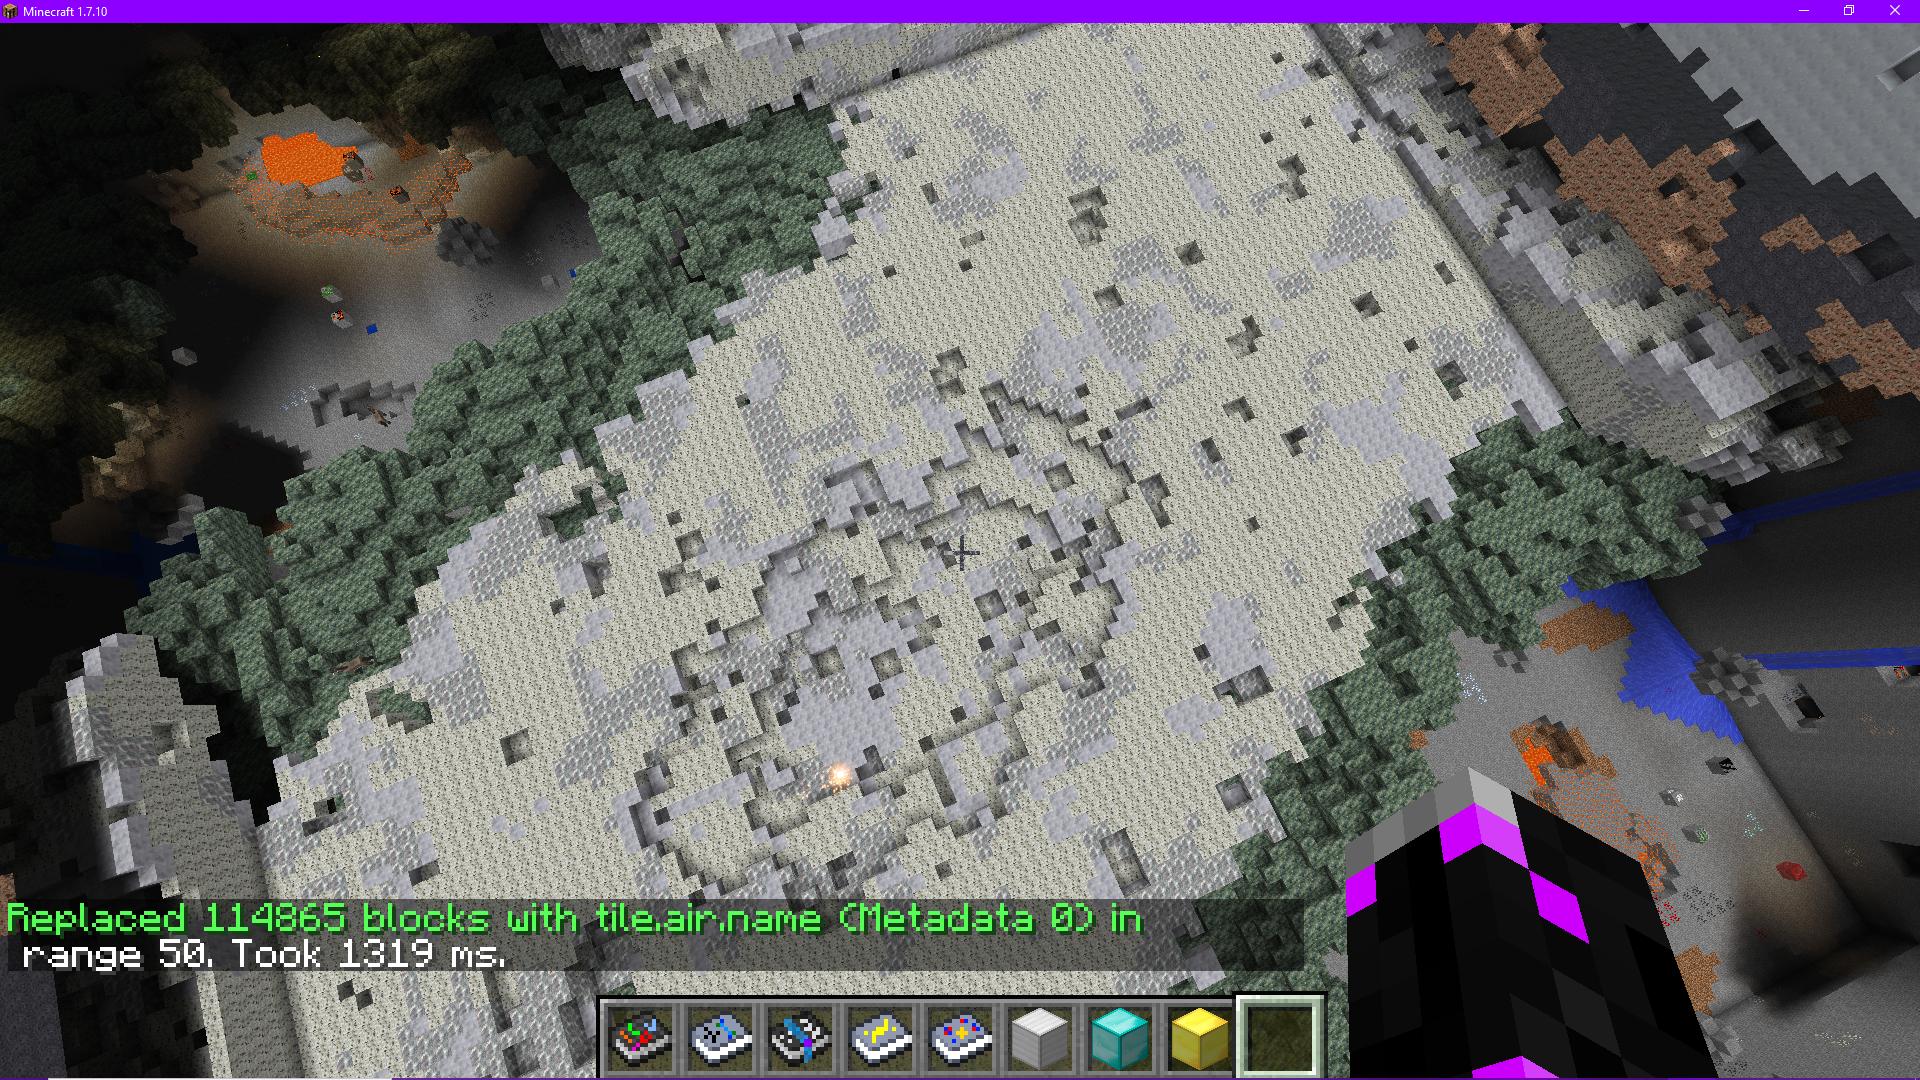 Minecraft 1.7.10
Replaced 114865 blocks with tile.air.name (Metadata 0) in
range 50. Took 1319 ms.